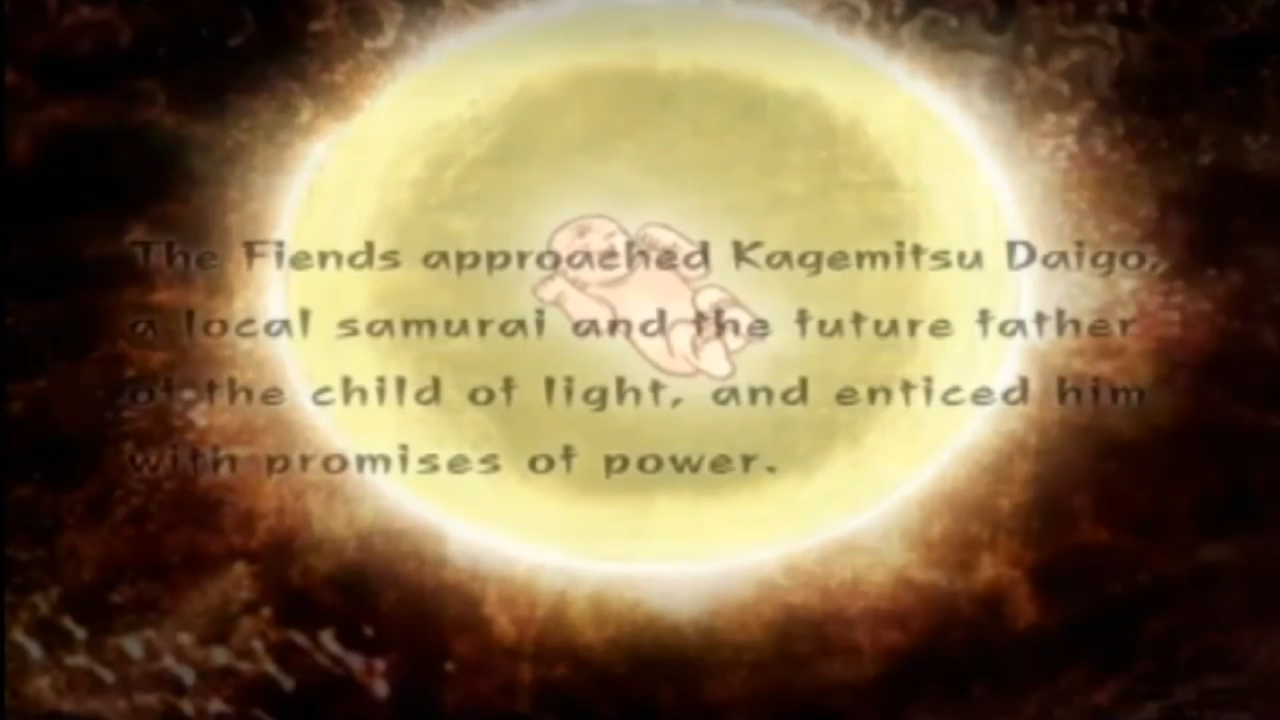 The Fiends approached Kagemitsu Daigo,
a local samurai and the future father
of the child of light, and enticed him
with promises of power.